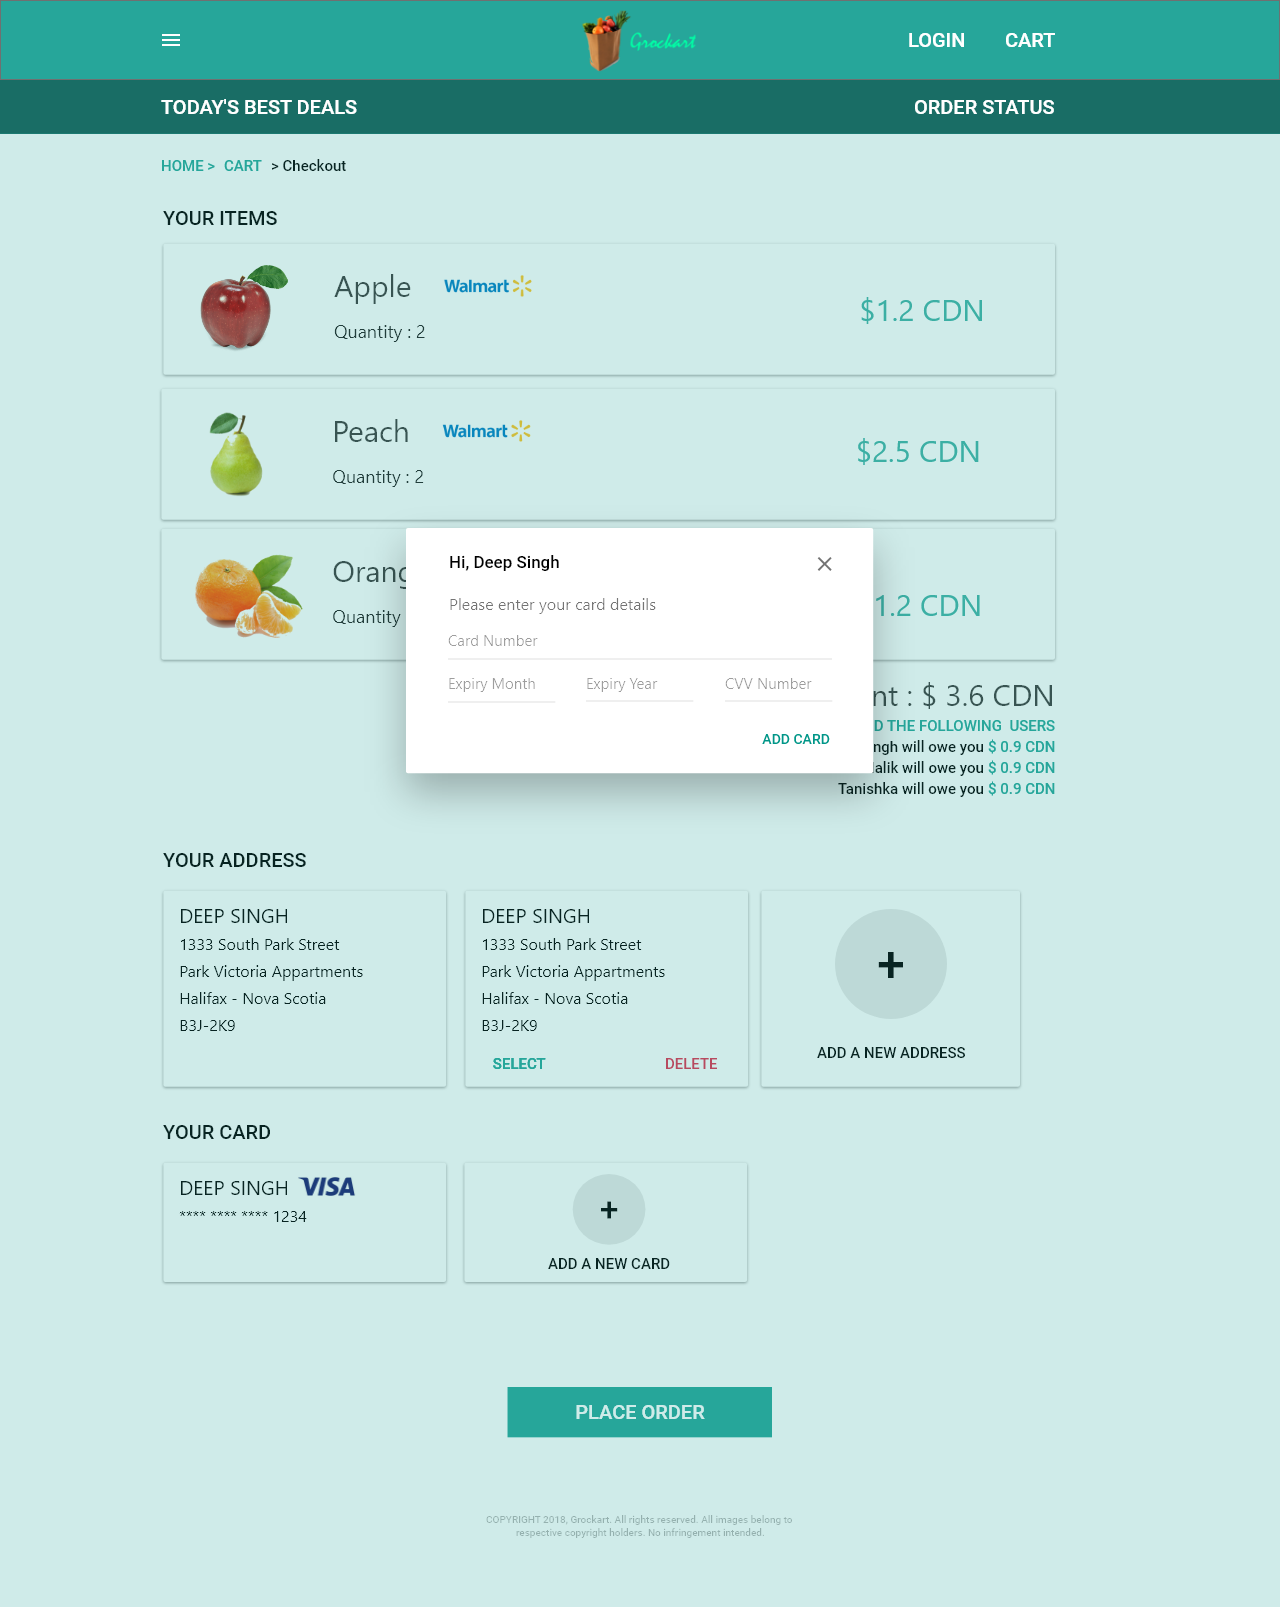 Grockart
LOGIN CART
TODAY'S BEST DEALS ORDER STATUS
HOME > CART > Checkout
YOUR ITEMS
Apple Walmart
$1.2 CDN
Quantity : 2
Peach Walmart
$2.5 CDN
Quantity : 2
Hi, Deep Singh
Orang
Please enter your card details
1.2 CDN
Quantity
Card Number
Expiry Month Expiry Year CVV Number
nt : $ 3.6 CDN
D THE FOLLOWING USERS
ADD CARD
ngh will owe you $ 0.9 CDN
alik will owe you $ 0.9 CDN
Tanishka will owe you $ 0.9 CDN
YOUR ADDRESS
DEEP SINGH
1333 South Park Street
Park Victoria Appartments
Halifax - Nova Scotia
B3J-2K9
DEEP SINGH
1333 South Park Street
Park Victoria Appartments
Halifax - Nova Scotia
B3J-2K9
SELECT DELETE
+
ADD A NEW ADDRESS
YOUR CARD
DEEP SINGH VISA
**** **** **** 1234
+
ADD A NEW CARD
PLACE ORDER
COPYRIGHT 2018, Grockart. All rights reserved. All images belong to
respective copyright holders. No infringement intended.